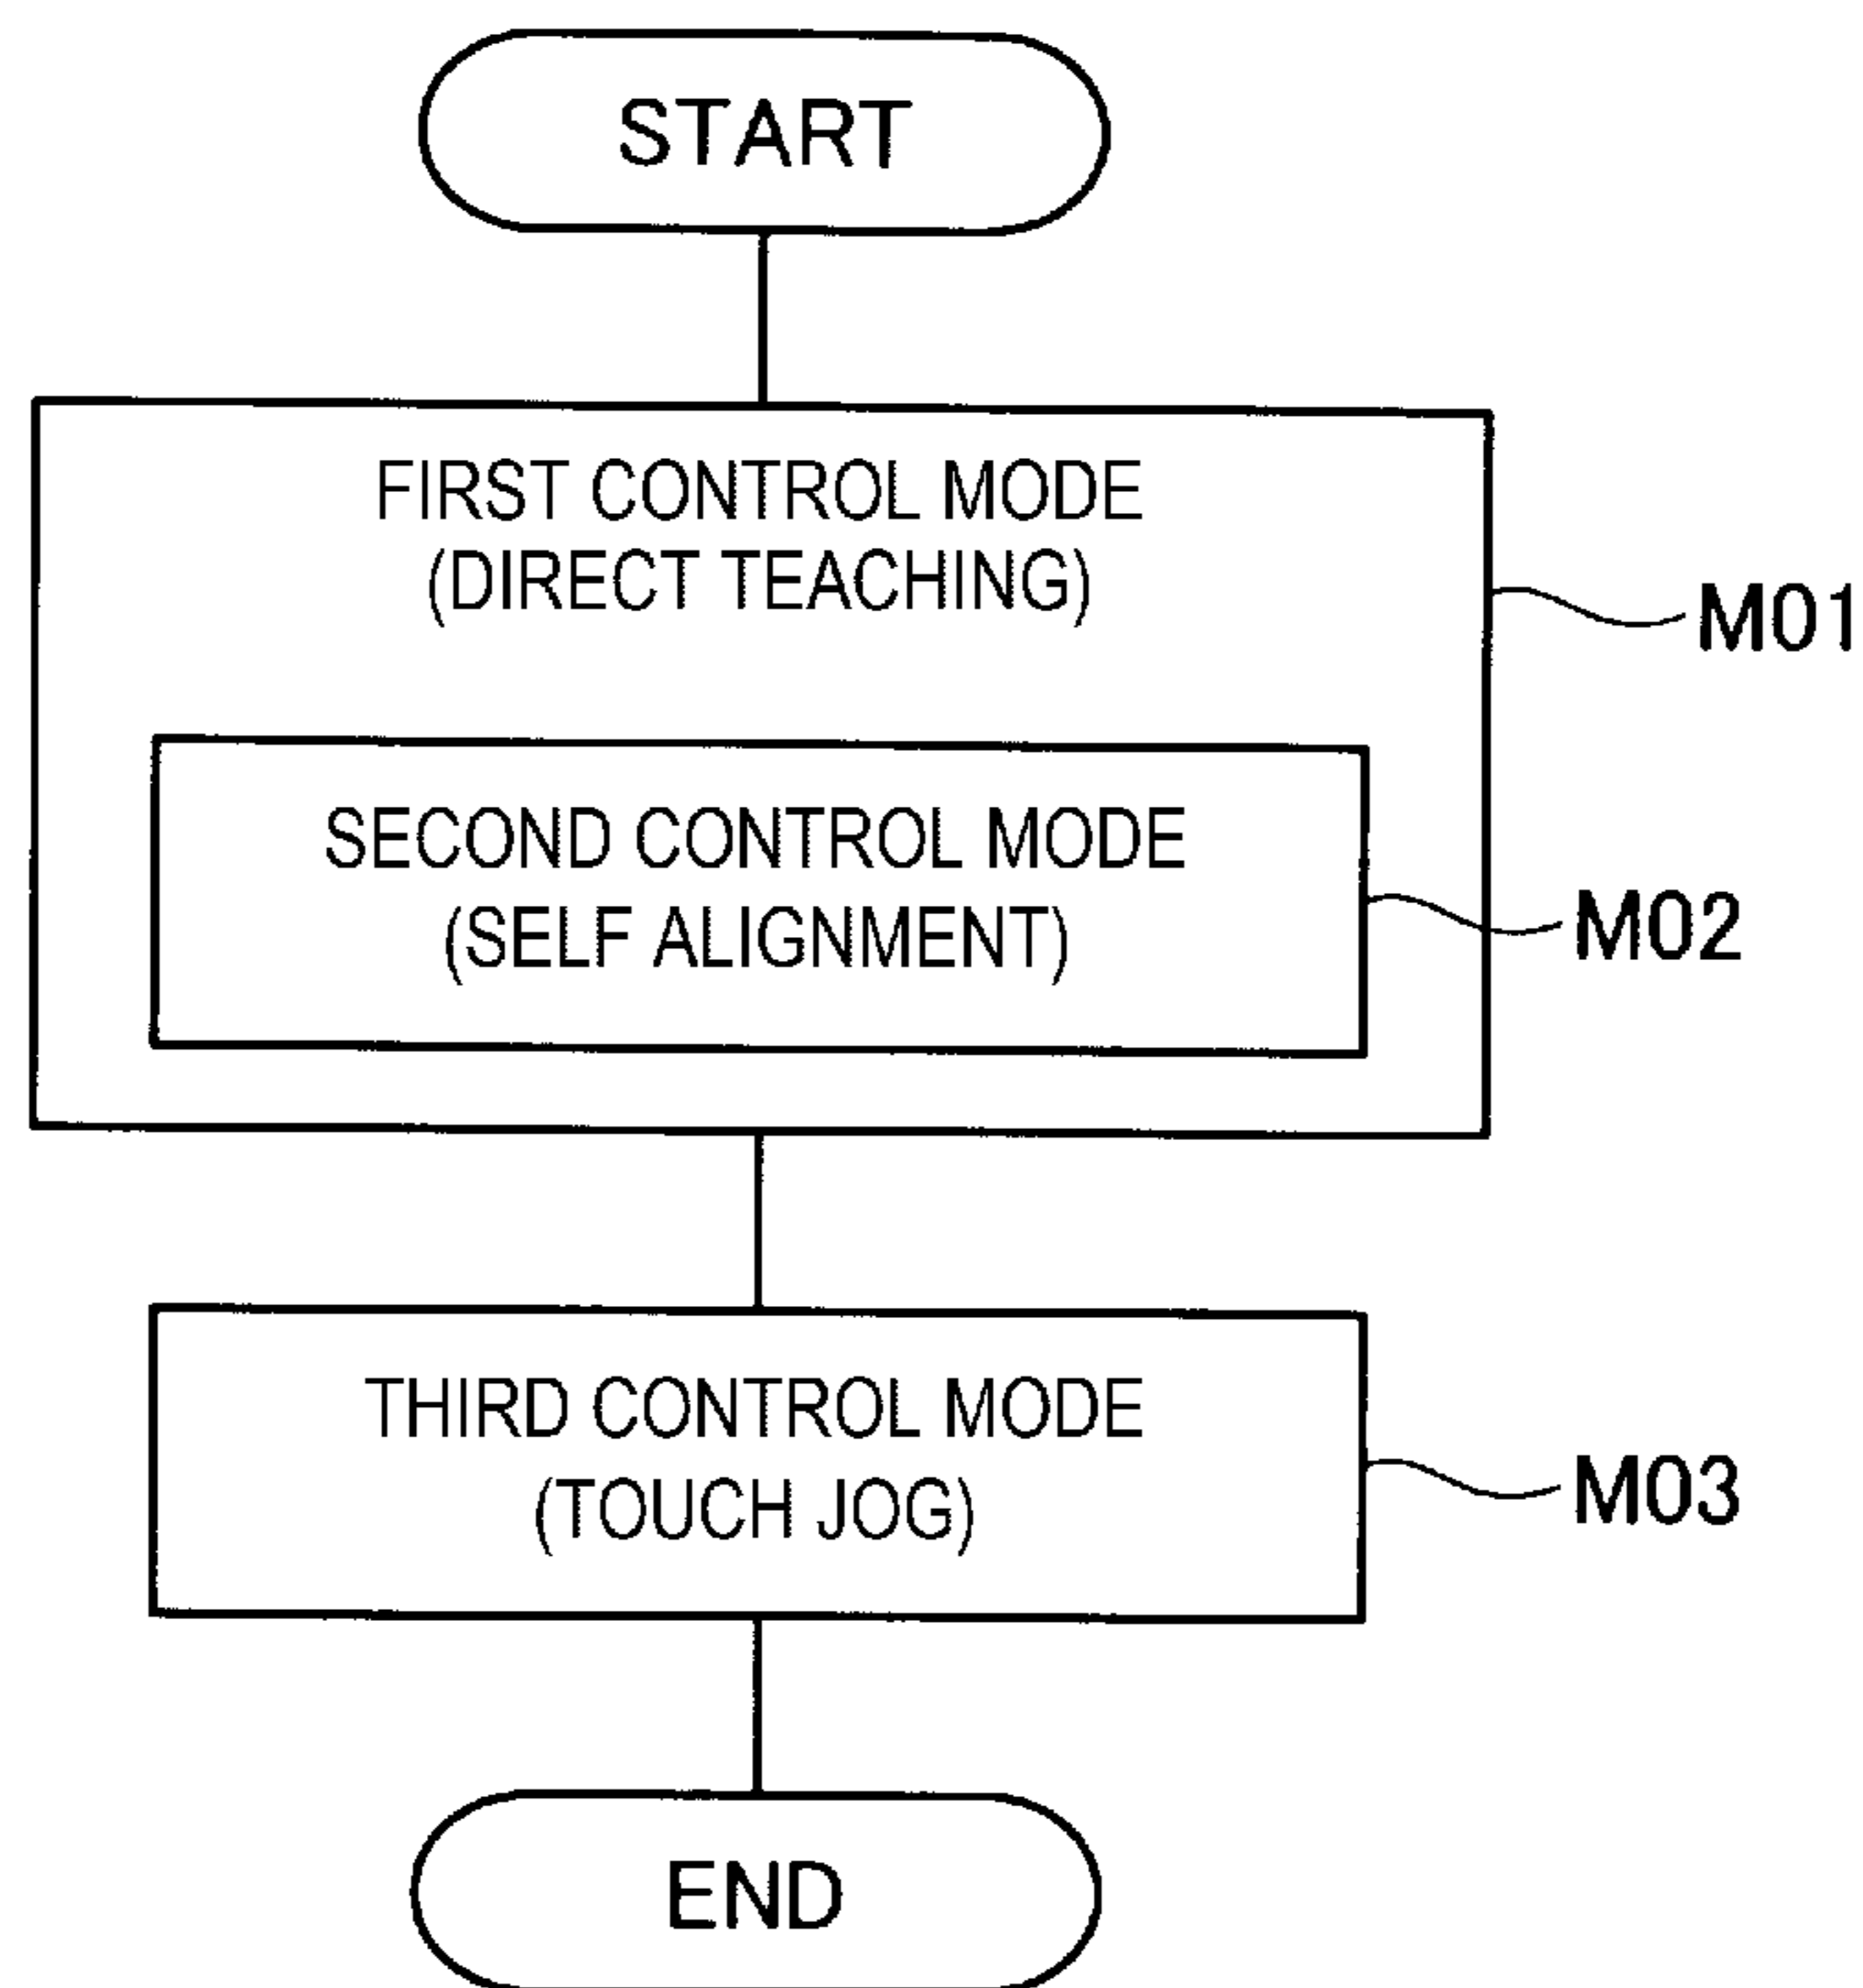 START
FIRST CONTROL MODE
(DIRECT TEACHING)
M01
SECOND CONTROL MODE
(SELF ALIGNMENT)
M02
THIRD CONTROL MODE
(TOUCH JOG)
M03
END